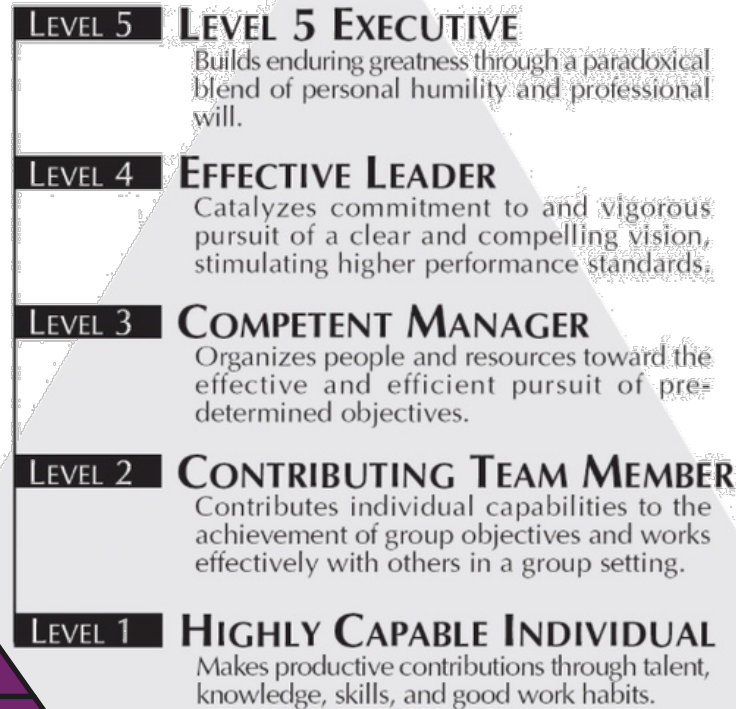 LEVEL 5 LEVEL 5 EXECUTIVE
Builds enduring greatness through a paradoxical
blend of personal humility and professional
will.
LEVEL 4 EFFECTIVE LEADER
Catalyzes commitment to and vigorous
pursuit of a clear and compelling vision,
stimulating higher performance standards.
LEVEL 3 COMPETENT MANAGER
Organizes people and resources toward the
effective and efficient pursuit of pre-
determined objectives.
LEVEL 2 CONTRIBUTING TEAM MEMBER
Contributes individual capabilities to the
achievement of group objectives and works
effectively with others in a group setting.
LEVEL 1 HIGHLY CAPABLE INDIVIDUAL
Makes productive contributions through talent,
knowledge, skills, and good work habits.